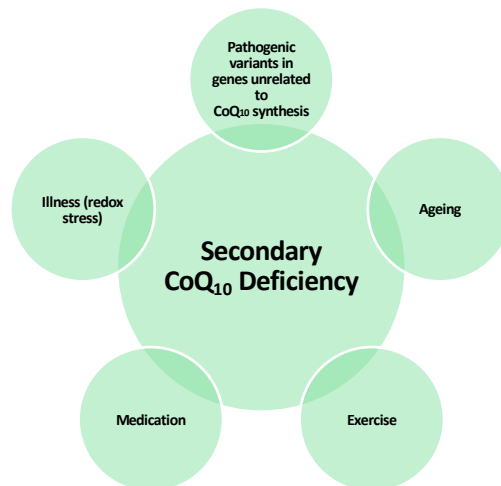 Pathogenic
variants in
genes unrelated
to
CoQ₁₀ synthesis
Illness (redox
stress)
Ageing
Secondary
CoQ₁₀ Deficiency
Medication
Exercise